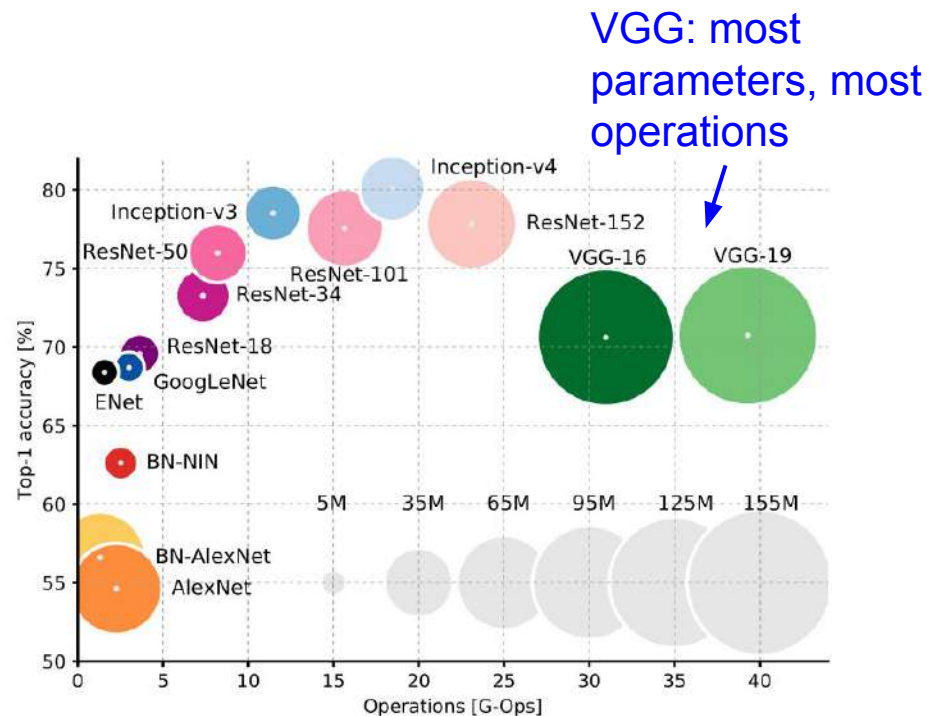 VGG: most
parameters, most
operations
Top-1 accuracy [%]
80
75
70
65
60
55
50
Inception-v4
Inception-v3
ResNet-152
ResNet-50
VGG-16
VGG-19
ResNet-101
ResNet-34
ResNet-18
GoogLeNet
ENet
BN-NIN
5M 35M 65M 95M 125M 155M
BN-AlexNet
AlexNet
0 5 10 15 20 25 30 35 40
Operations [G-Ops]